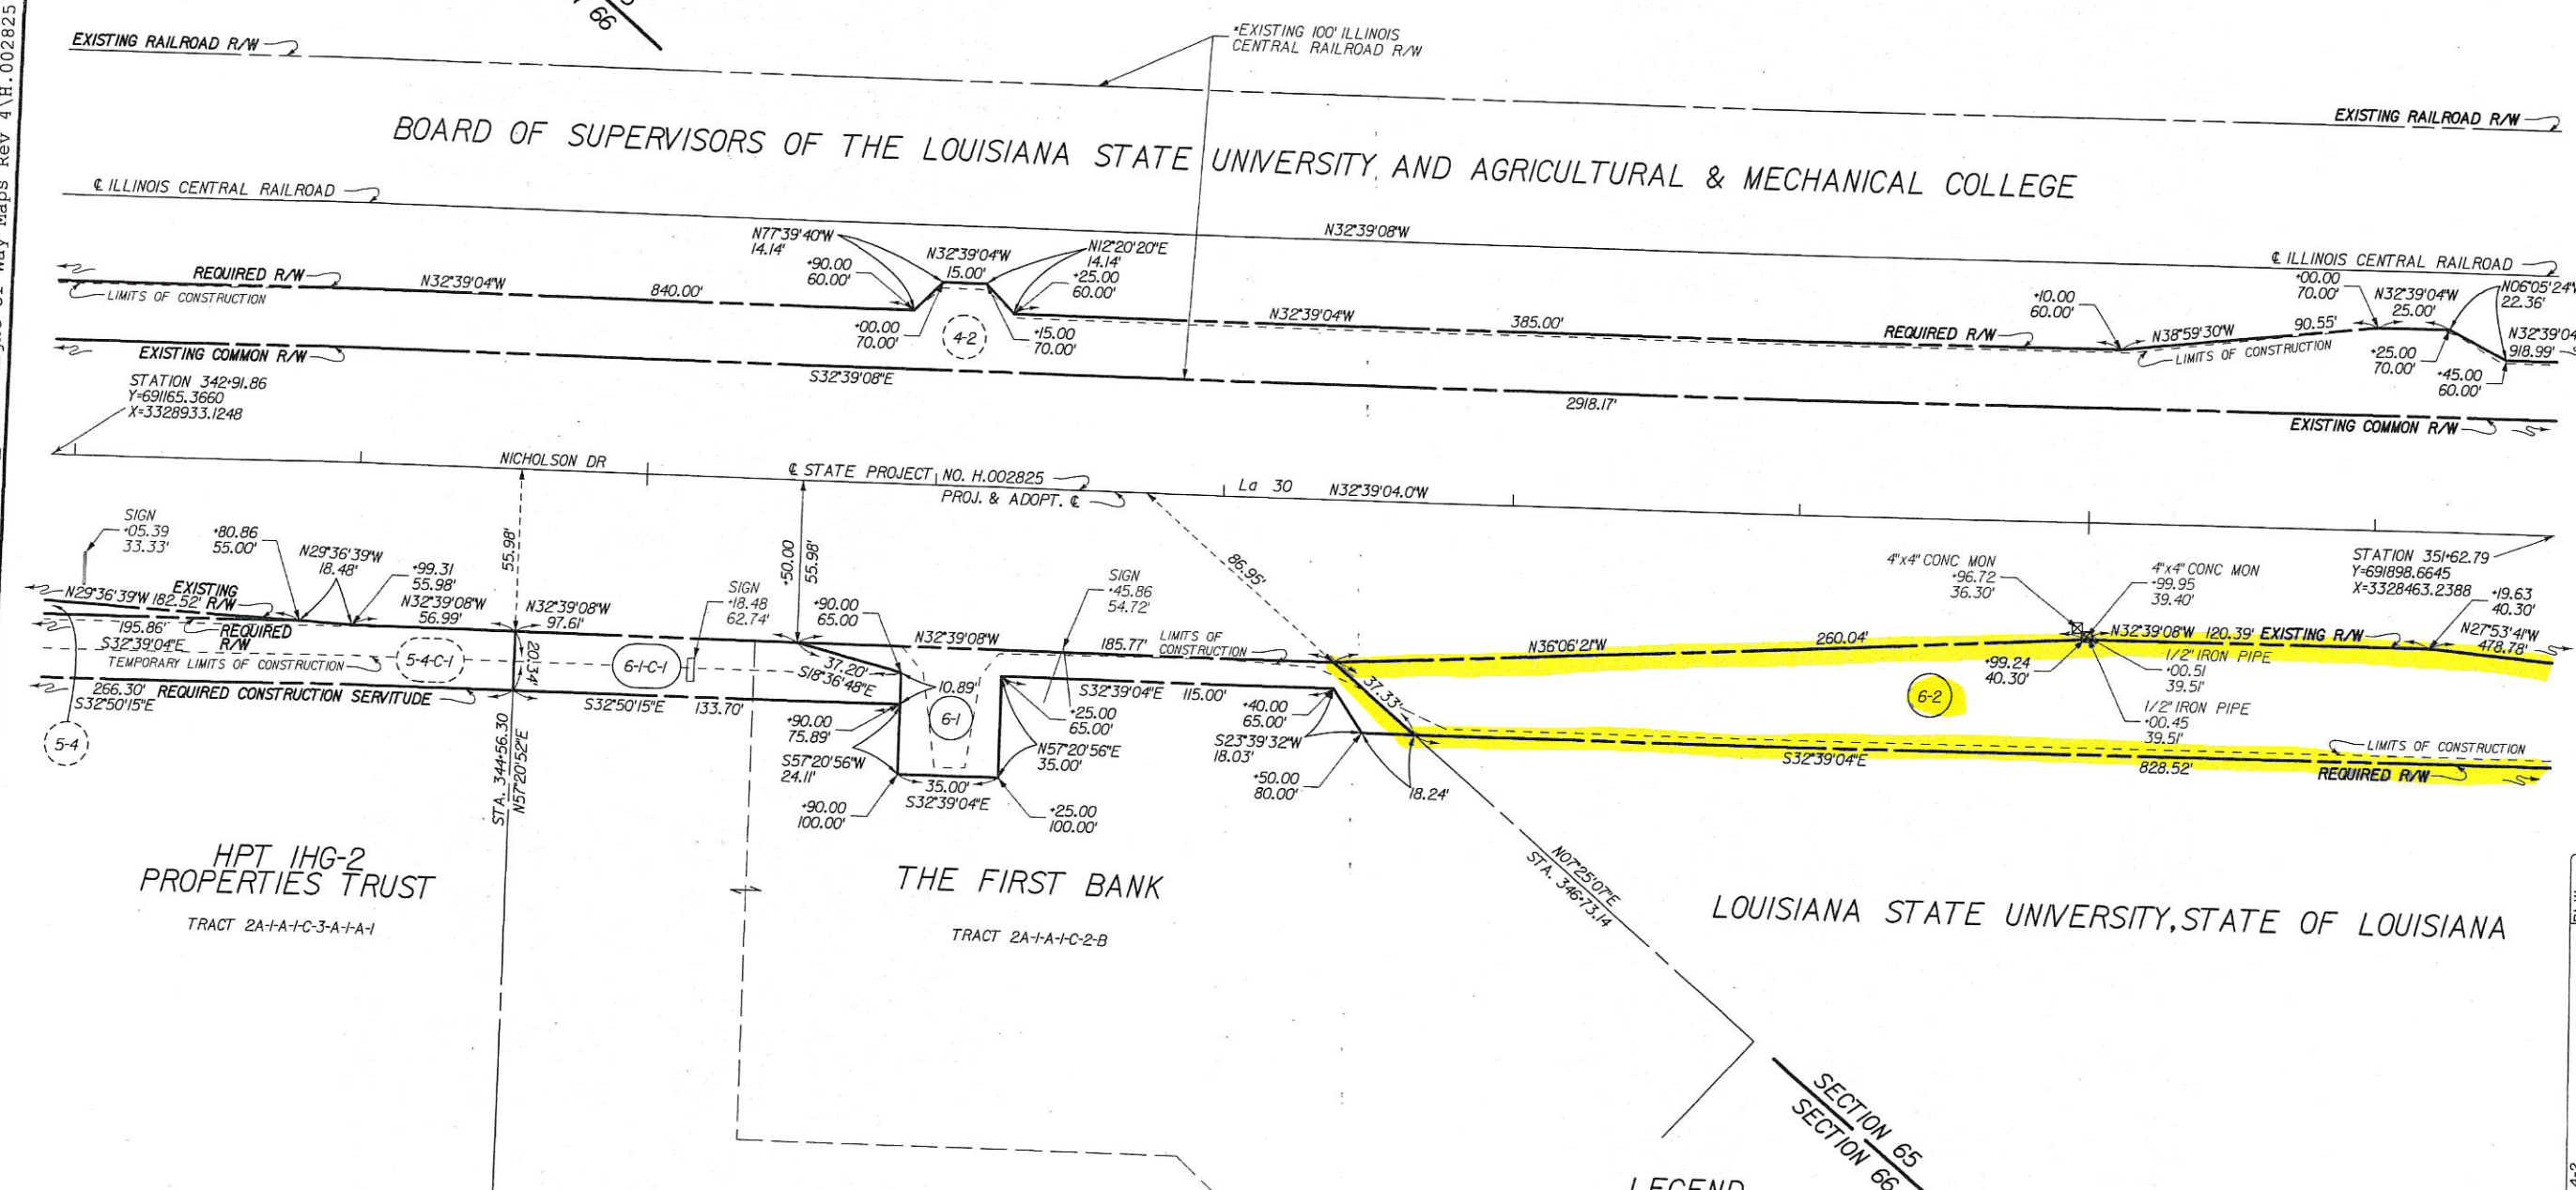 Way Maps Rev 4\H.002825
66
EXISTING RAILROAD R/W
*EXISTING 100' ILLINOIS
CENTRAL RAILROAD R/W
EXISTING RAILROAD R/W
BOARD OF SUPERVISORS OF THE LOUISIANA STATE UNIVERSITY AND AGRICULTURAL & MECHANICAL COLLEGE
℄ ILLINOIS CENTRAL RAILROAD
N32°39'08"W
℄ ILLINOIS CENTRAL RAILROAD
REQUIRED R/W
LIMITS OF CONSTRUCTION
N32°39'04"W
840.00'
N77°39'40"W
14.14'
+90.00
60.00'
N32°39'04"W
15.00'
N12°20'20"E
14.14'
+25.00
60.00'
+00.00
70.00'
4-2
+15.00
70.00'
N32°39'04"W
385.00'
REQUIRED R/W
+10.00
60.00'
N38°59'30"W
90.55'
LIMITS OF CONSTRUCTION
+00.00
70.00'
N32°39'04"W
25.00'
N06°05'24"W
22.36'
+25.00
70.00'
+45.00
60.00'
N32°39'04
918.99'
EXISTING COMMON R/W
S32°39'08"E
2918.17'
EXISTING COMMON R/W
STATION 342+91.86
Y=691165.3660
X=3328933.1248
NICHOLSON DR
℄ STATE PROJECT NO. H.002825
PROJ. & ADOPT. ℄
La 30
N32°39'04.0"W
SIGN
+05.39
33.33'
+80.86
55.00'
N29°36'39"W
18.48'
+99.31
55.98'
N29°36'39"W 182.52'
EXISTING
R/W
N32°39'08"W
56.99'
55.98'
N32°39'08"W
97.61'
SIGN
+18.48
62.74'
+50.00
55.98'
+90.00
65.00
SIGN
+45.86
54.72'
86.95'
195.86'
S32°39'04"E
REQUIRED
R/W
TEMPORARY LIMITS OF CONSTRUCTION
5-4-C-1
20.34'
6-1-C-1
37.20'
S18°36'48"E
10.89'
N32°39'08"W
185.77'
LIMITS OF
CONSTRUCTION
266.30'
S32°50'15"E
REQUIRED CONSTRUCTION SERVITUDE
S32°50'15"E
133.70'
5-4
STA. 344+56.30
N57°20'52"E
+90.00
75.89'
S57°20'56"W
24.11'
+90.00
100.00'
6-1
35.00'
S32°39'04"E
+25.00
100.00'
S32°39'04"E
115.00'
+25.00
65.00'
N57°20'56"E
35.00'
+40.00
65.00'
S23°39'32"W
18.03'
+50.00
80.00'
37.33'
18.24'
N36°06'21"W
260.04'
4"x4" CONC MON
+96.72
36.30'
4"x4" CONC MON
+99.95
39.40'
STATION 351+62.79
Y=691898.6645
X=3328463.2388
+19.63
40.30'
N32°39'08"W 120.39'
EXISTING R/W
N27°53'41"W
478.78'
+99.24
40.30'
1/2" IRON PIPE
+00.51
39.51'
1/2" IRON PIPE
+00.45
39.51'
6-2
S32°39'04"E
828.52'
LIMITS OF CONSTRUCTION
REQUIRED R/W
HPT IHG-2
PROPERTIES TRUST
TRACT 2A-1-A-1-C-3-A-1-A-1
THE FIRST BANK
TRACT 2A-1-A-1-C-2-B
N07°25'07"E
STA. 346+73.14
LOUISIANA STATE UNIVERSITY, STATE OF LOUISIANA
SECTION 65
SECTION 66
LEGEND